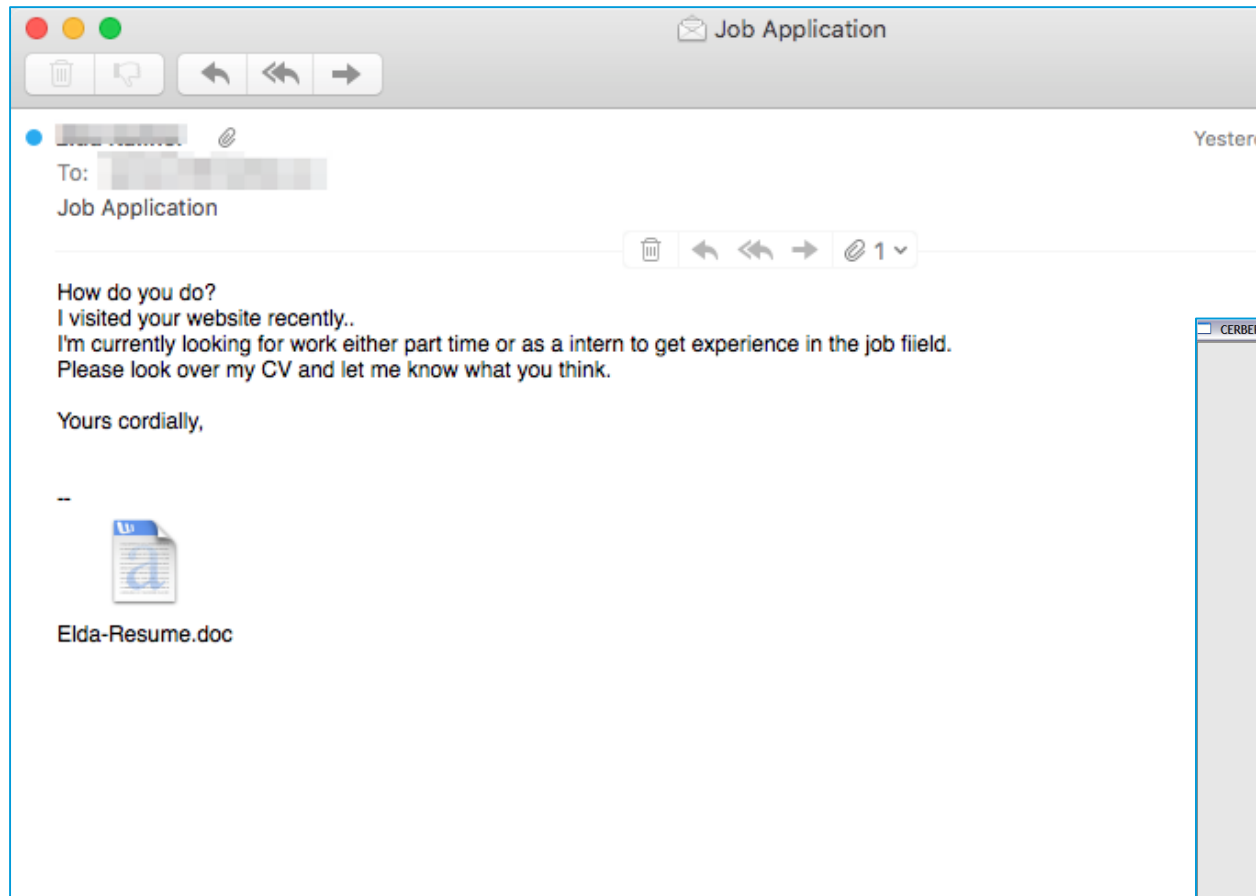 Job Application
Yester
To:
Job Application
1
How do you do?
I visited your website recently..
I'm currently looking for work either part time or as a intern to get experience in the job fiield.
Please look over my CV and let me know what you think.
CERBE
Yours cordially,
--
Elda-Resume.doc